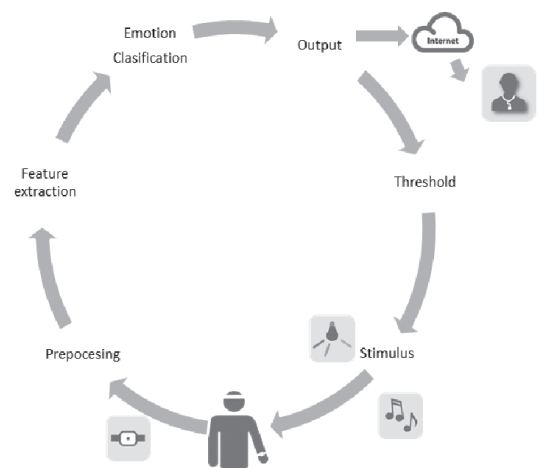 Emotion
Clasification
Output
Internet
Threshold
Stimulus
Prepocesing
Feature
extraction